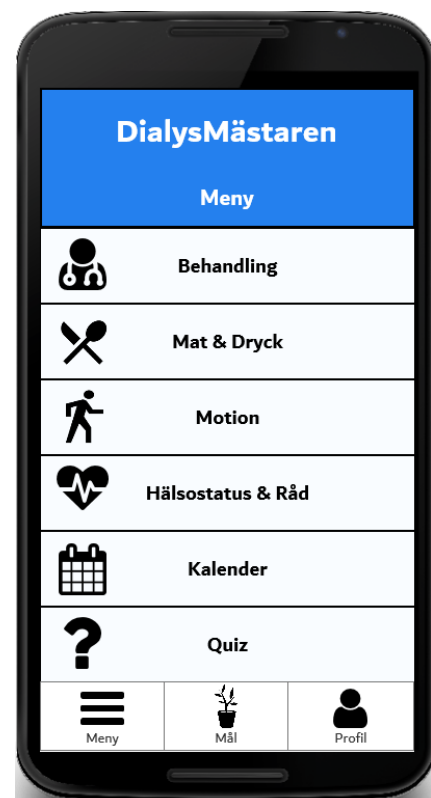 DialysMästaren
Meny
Behandling
Mat & Dryck
Motion
Hälsostatus & Råd
Kalender
Quiz
Meny
Mål
Profil